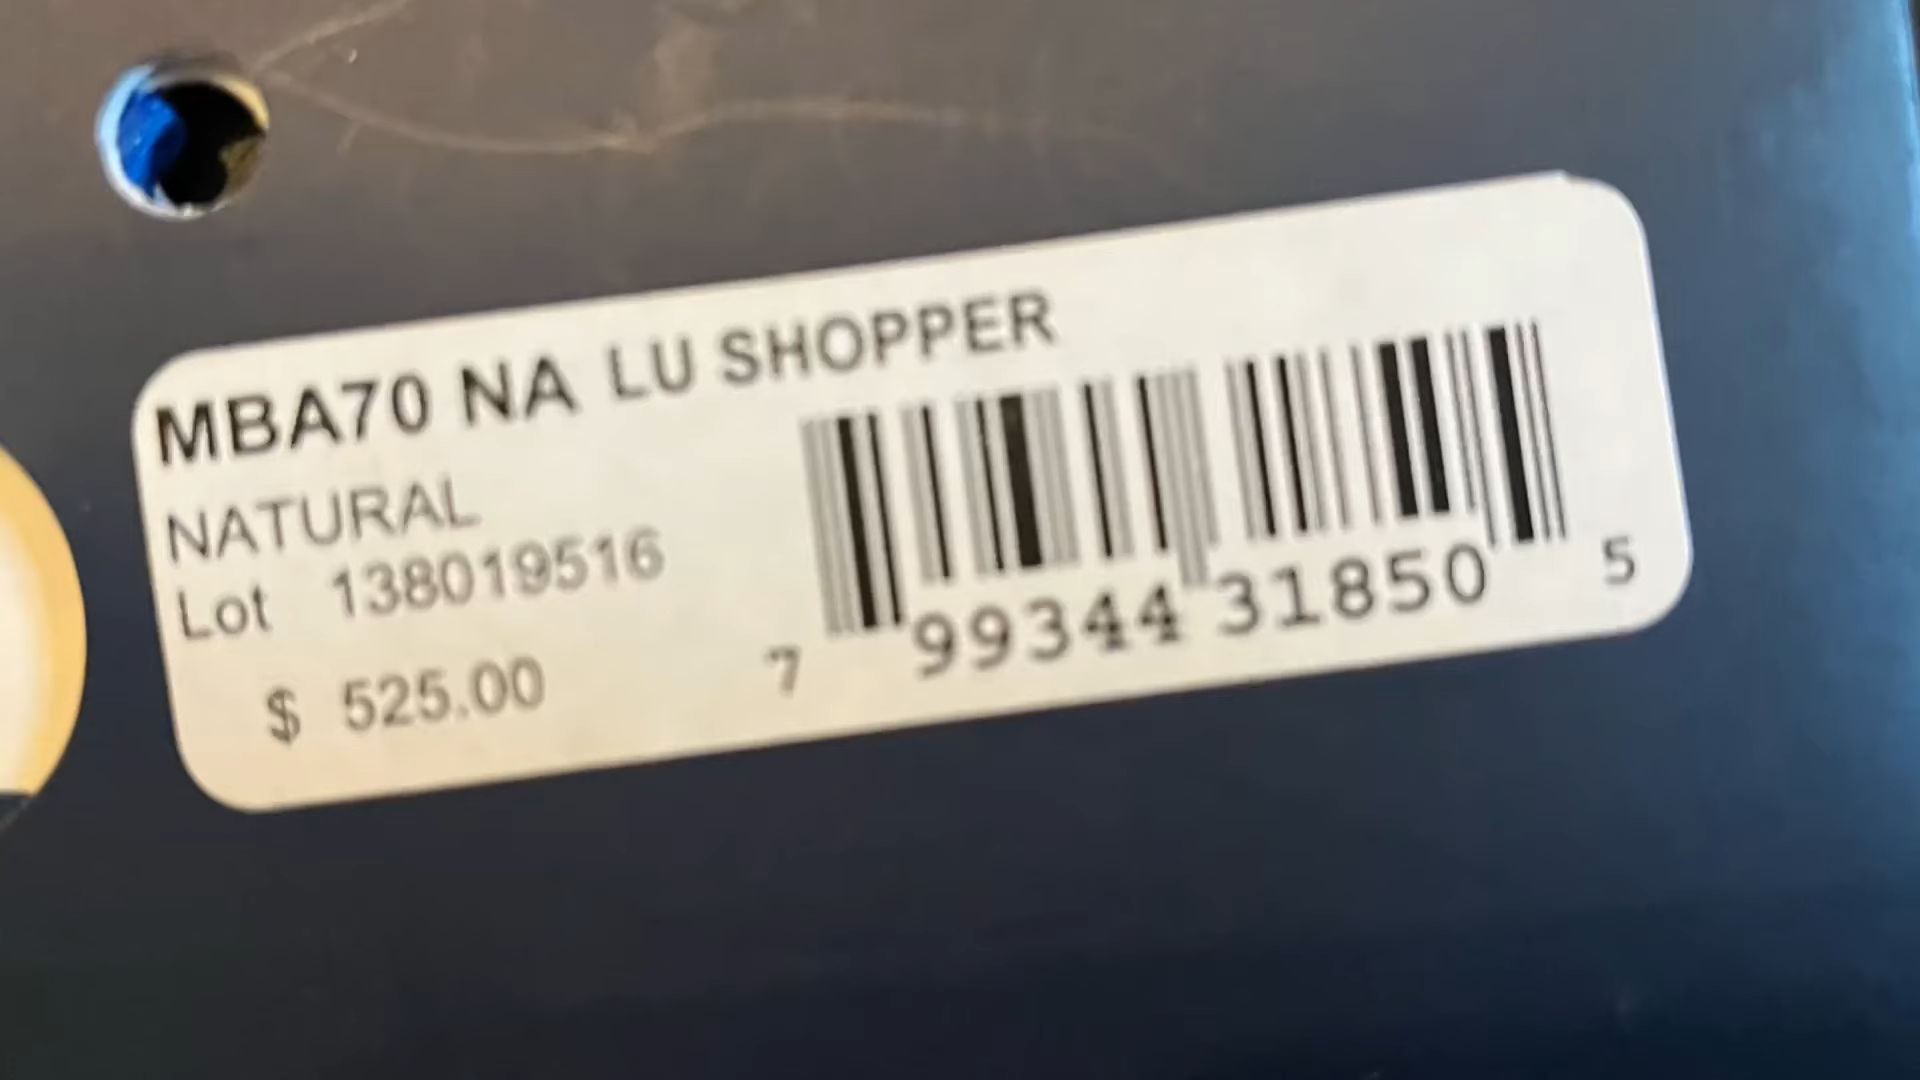 MBA70 NA LU SHOPPER
NATURAL
Lot 138019516
$ 525.00
7 99344 31850 5